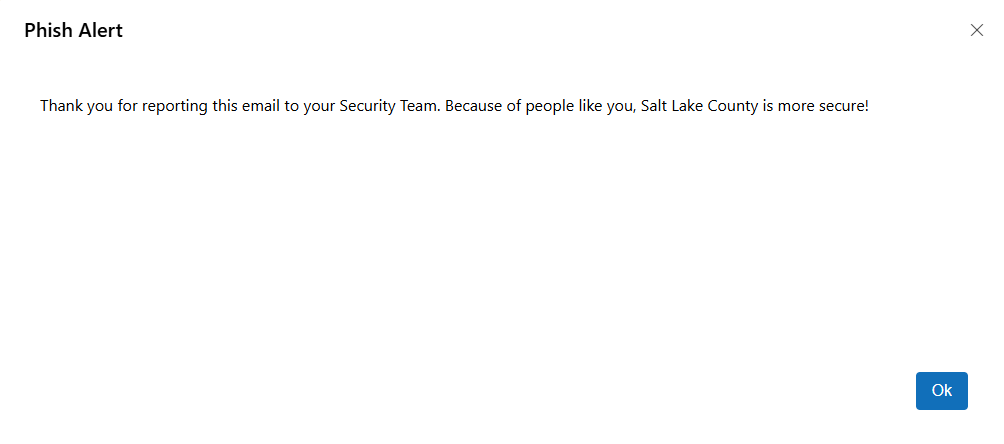 Phish Alert
Thank you for reporting this email to your Security Team. Because of people like you, Salt Lake County is more secure!
Ok